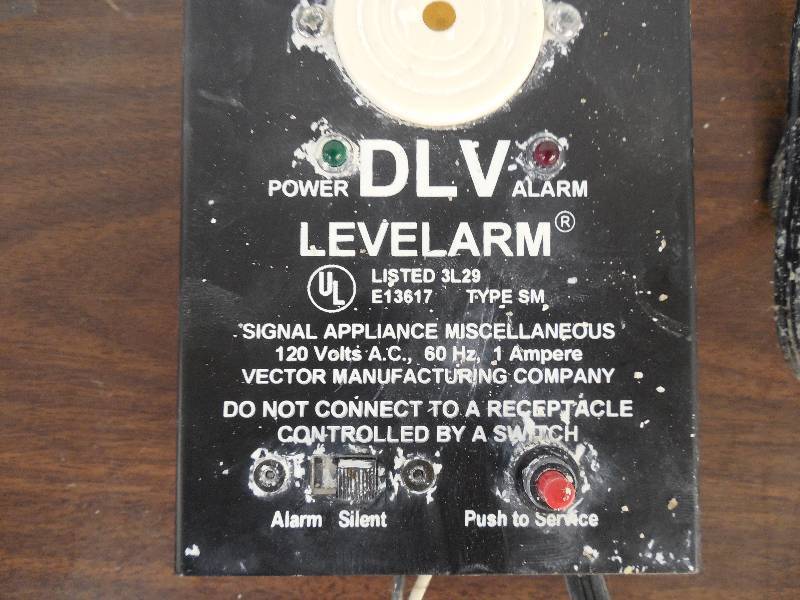 POWER DLV ALARM
LEVELARM®
UL LISTED 3L29
E13617 TYPE SM
SIGNAL APPLIANCE MISCELLANEOUS
120 Volts A.C., 60 Hz, 1 Ampere
VECTOR MANUFACTURING COMPANY
DO NOT CONNECT TO A RECEPTACLE
CONTROLLED BY A SWITCH
Alarm Silent Push to Service